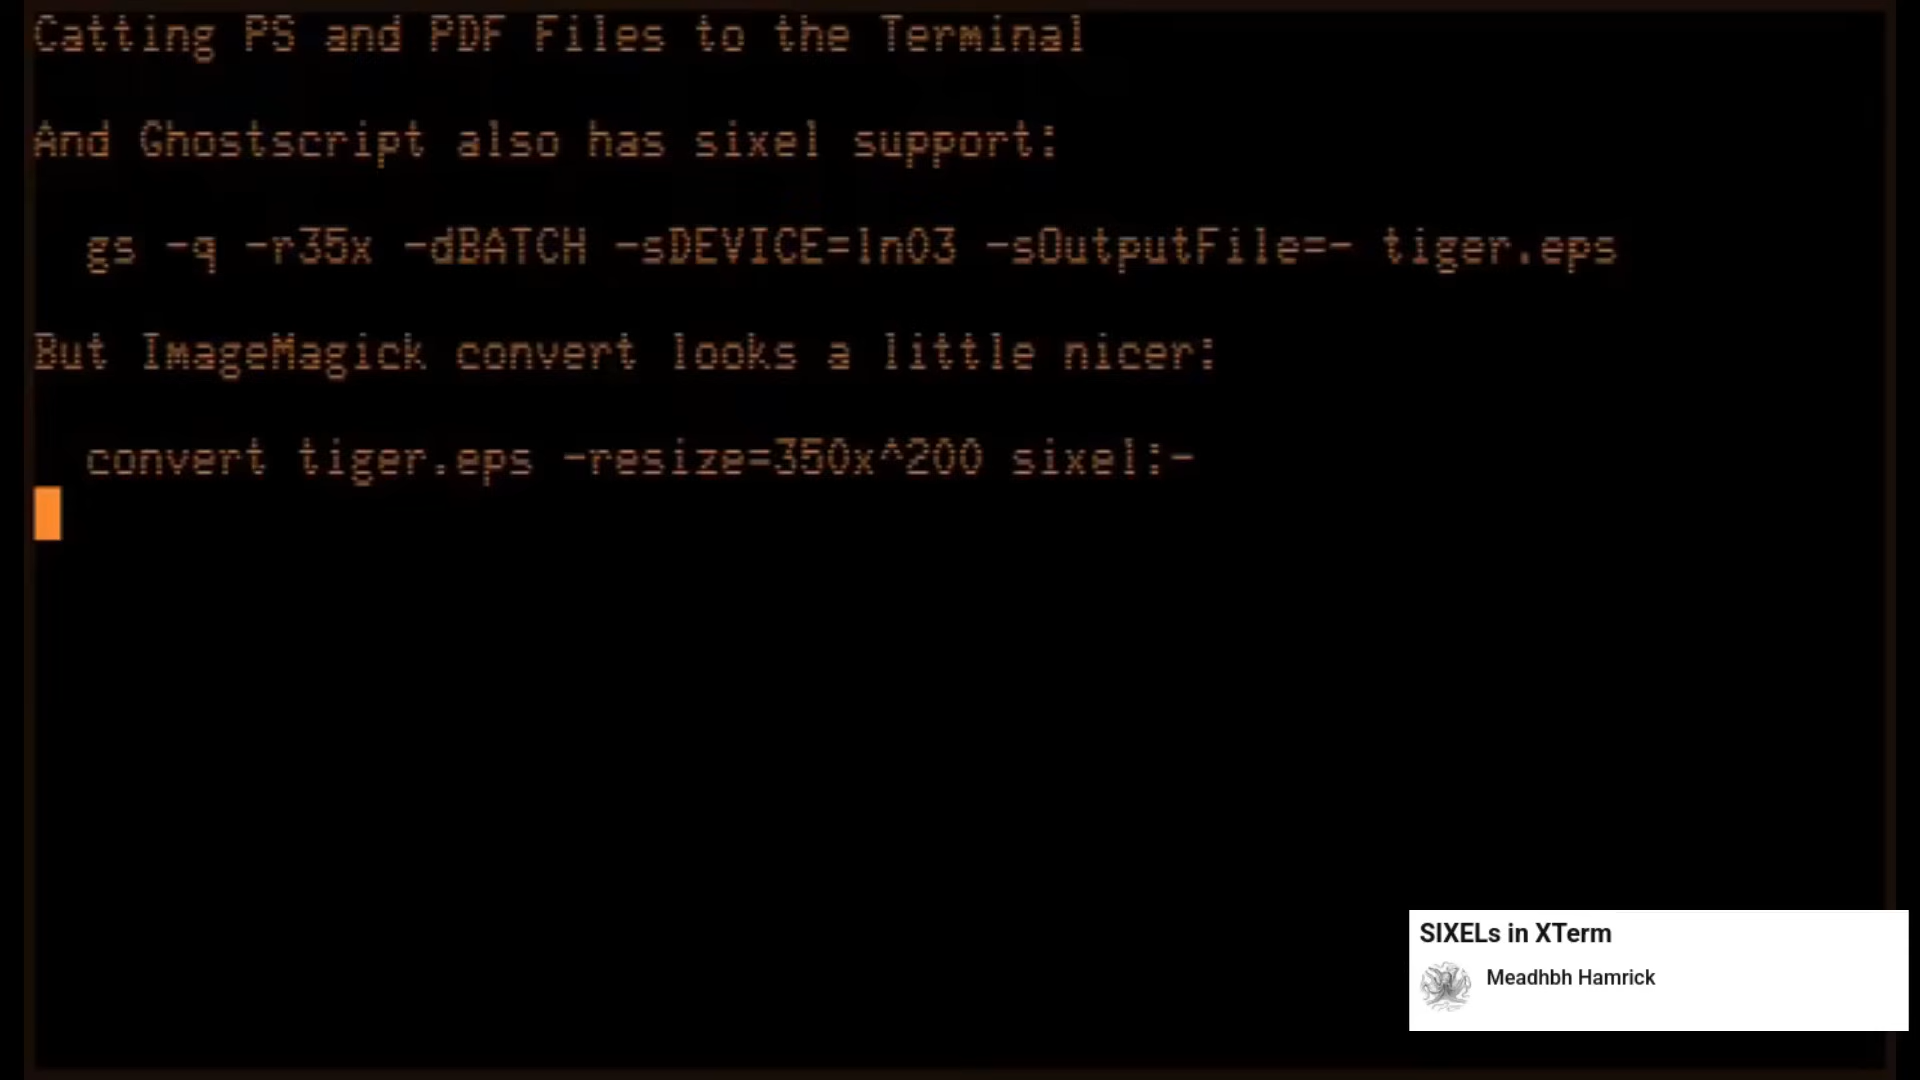 Catting PS and PDF Files to the Terminal
And Ghostscript also has sixel support:
gs -q -r35x -dBATCH -sDEVICE=ln03 -sOutputFile=- tiger.eps
But ImageMagick convert looks a little nicer:
convert tiger.eps -resize=350x^200 sixel:-
SIXELs in XTerm
Meadhbh Hamrick